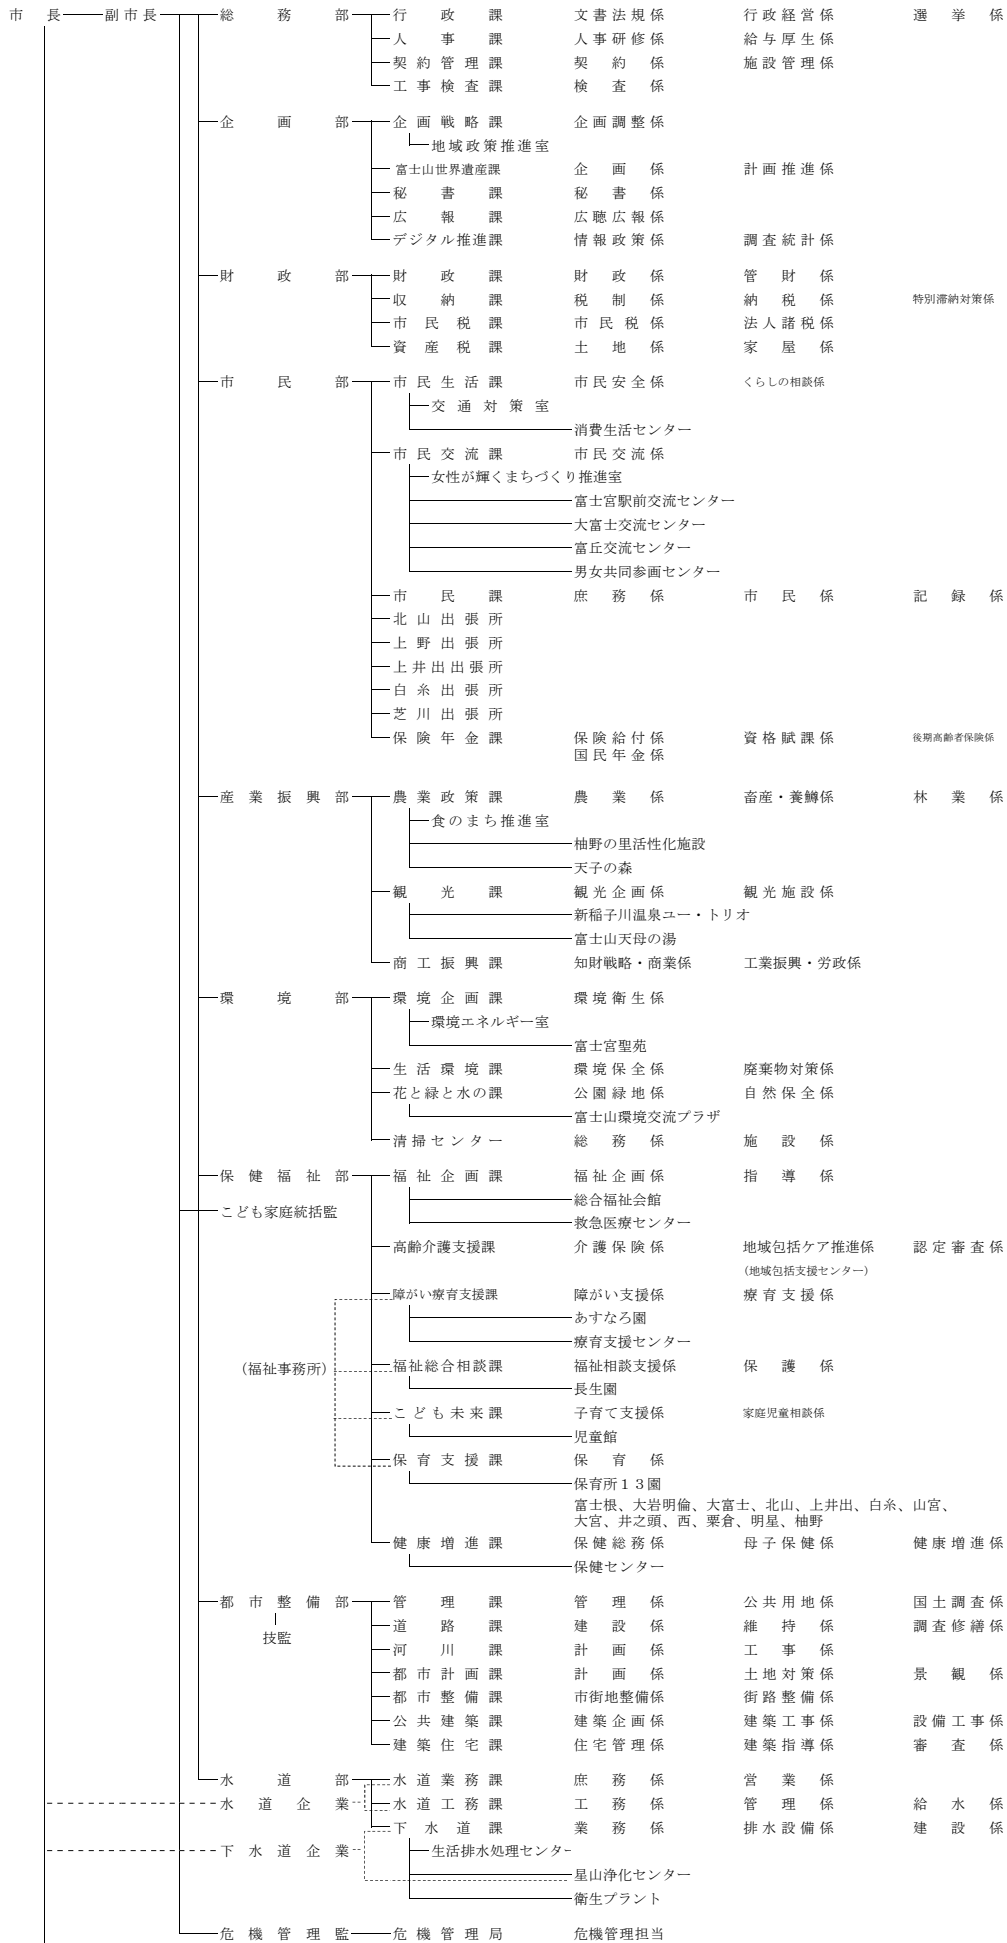 市長 副市長 総務部 行政課 文書法規係 行政経営係 選挙係
人事課 人事研修係 給与厚生係
契約管理課 契約係 施設管理係
工事検査課 検査係
企画部 企画戦略課 企画調整係
地域政策推進室
富士山世界遺産課 企画係 計画推進係
秘書課 秘書係
広報課 広聴広報係
デジタル推進課 情報政策係 調査統計係
財政部 財政課 財政係 管財係
収納課 税制係 納税係 特別滞納対策係
市民税課 市民税係 法人諸税係
資産税課 土地係 家屋係
市民部 市民生活課 市民安全係 くらしの相談係
交通対策室
消費生活センター
市民交流課 市民交流係
女性が輝くまちづくり推進室
富士宮駅前交流センター
大富士交流センター
富丘交流センター
男女共同参画センター
市民課 庶務係 市民係 記録係
北山出張所
上野出張所
上井出出張所
白糸出張所
芝川出張所
保険年金課 保険給付係 資格賦課係 後期高齢者保険係
国民年金係
産業振興部 農業政策課 農業係 畜産・養鱒係 林業係
食のまち推進室
柚野の里活性化施設
天子の森
観光課 観光企画係 観光施設係
新稲子川温泉ユー・トリオ
富士山天母の湯
商工振興課 知財戦略・商業係 工業振興・労政係
環境部 環境企画課 環境衛生係
環境エネルギー室
富士宮聖苑
生活環境課 環境保全係 廃棄物対策係
花と緑と水の課 公園緑地係 自然保全係
富士山環境交流プラザ
清掃センター 総務係 施設係
保健福祉部 福祉企画課 福祉企画係 指導係
総合福祉会館
こども家庭統括監
救急医療センター
高齢介護支援課 介護保険係 地域包括ケア推進係 認定審査係
(地域包括支援センター)
障がい療育支援課 障がい支援係 療育支援係
あすなろ園
療育支援センター
(福祉事務所) 福祉総合相談課 福祉相談支援係 保護係
長生園
こども未来課 子育て支援係 家庭児童相談係
児童館
保育支援課 保育係
保育所13園
富士根、大岩明倫、大富士、北山、上井出、白糸、山宮、
大宮、井之頭、西、粟倉、明星、柚野
健康増進課 保健総務係 母子保健係 健康増進係
保健センター
都市整備部 管理課 管理係 公共用地係 国土調査係
道路課 建設係 維持係 調査修繕係
技監
河川課 計画係 工事係
都市計画課 計画係 土地対策係 景観係
都市整備課 市街地整備係 街路整備係
公共建築課 建築企画係 建築工事係 設備工事係
建築住宅課 住宅管理係 建築指導係 審査係
水道部 水道業務課 庶務係 営業係
水道企業 水道工務課 工務係 管理係 給水係
下水道課 業務係 排水設備係 建設係
下水道企業 生活排水処理センター
星山浄化センター
衛生プラント
危機管理監 危機管理局 危機管理担当